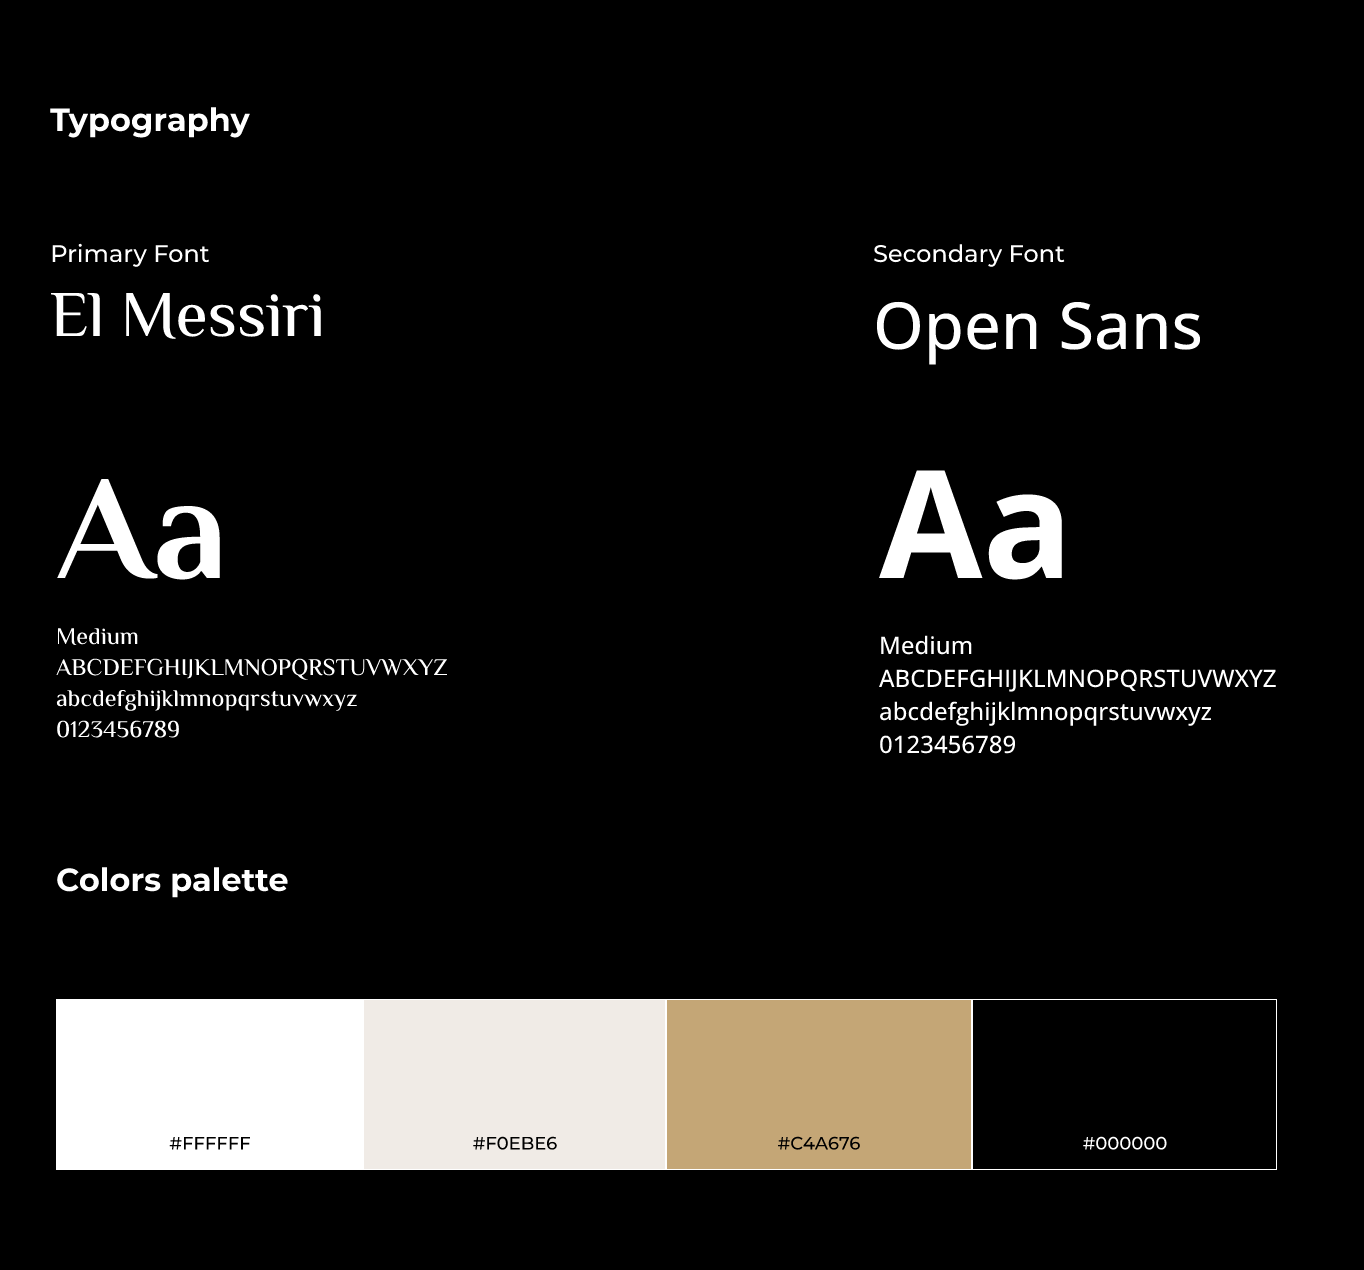 Typography
Primary Font
El Messiri
Aa
Medium
ABCDEFGHIJKLMNOPQRSTUVWXYZ
abcdefghijklmnopqrstuvwxyz
0123456789
Secondary Font
Open Sans
Aa
Medium
ABCDEFGHIJKLMNOPQRSTUVWXYZ
abcdefghijklmnopqrstuvwxyz
0123456789
Colors palette
#FFFFFF
#F0EBE6
#C4A676
#000000